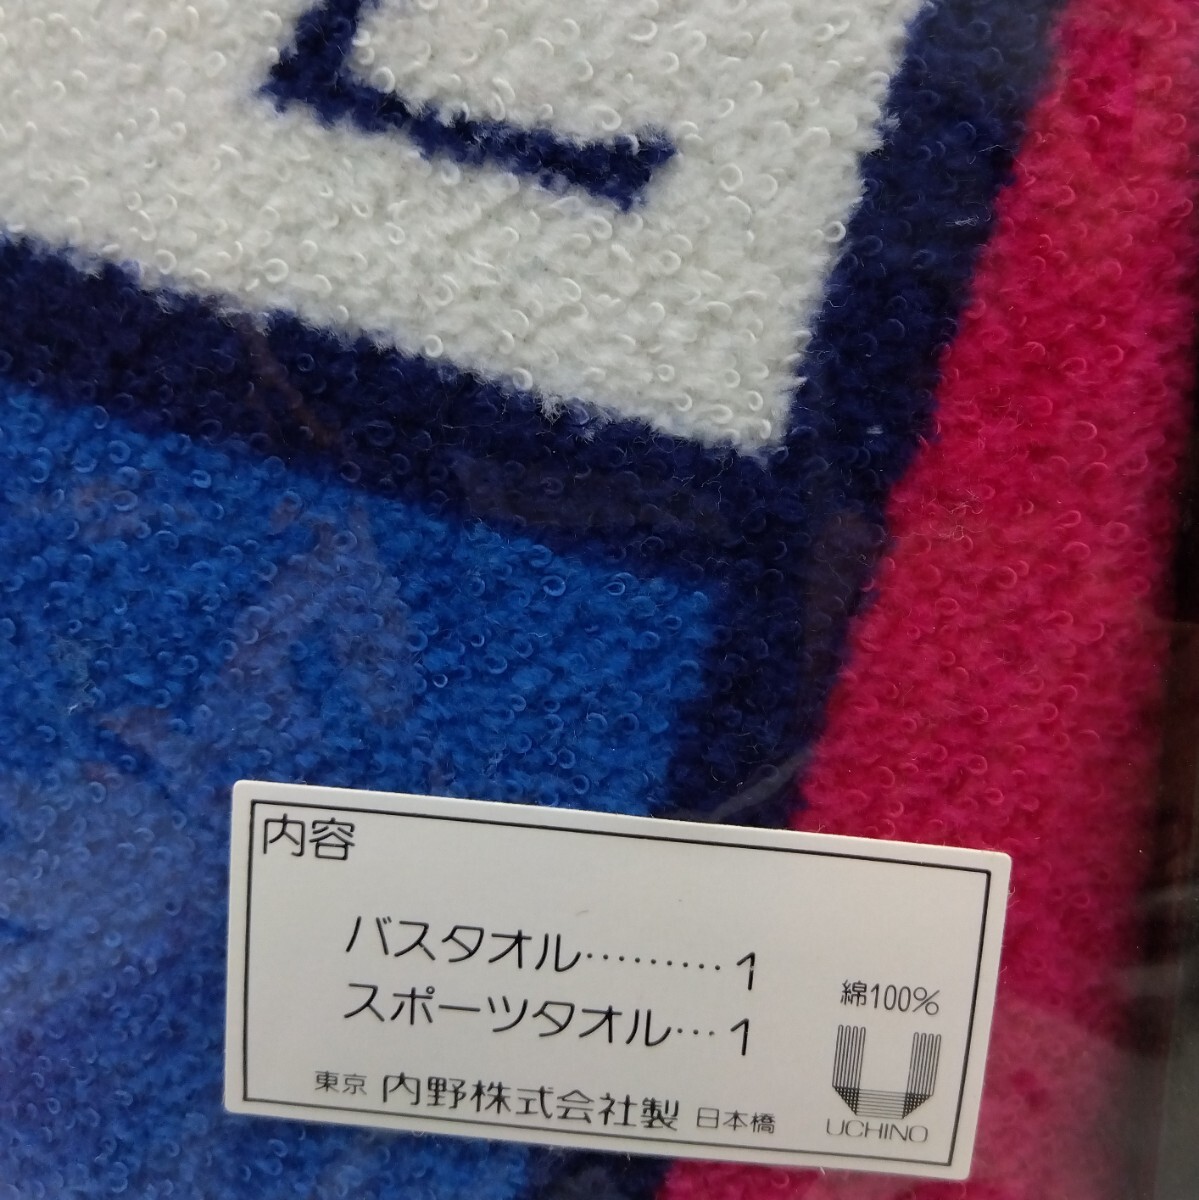 内容
バスタオル………1
スポーツタオル…1
綿100%
UCHINO
東京 内野株式会社製 日本橋